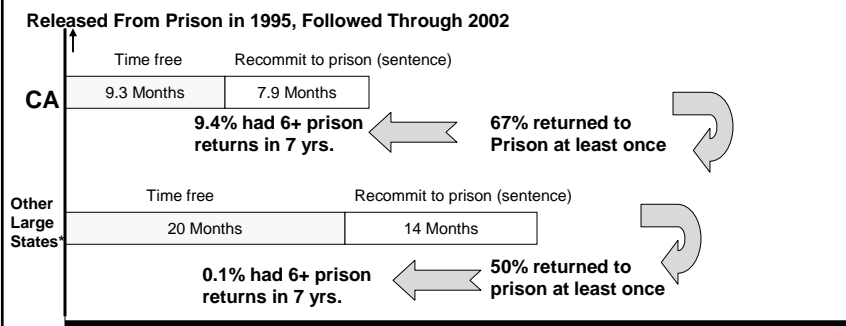 Released From Prison in 1995, Followed Through 2002
Time free Recommit to prison (sentence)
CA 9.3 Months 7.9 Months
9.4% had 6+ prison
returns in 7 yrs.
67% returned to
Prison at least once
Time free Recommit to prison (sentence)
Other
Large
States*
20 Months 14 Months
0.1% had 6+ prison
returns in 7 yrs.
50% returned to
prison at least once